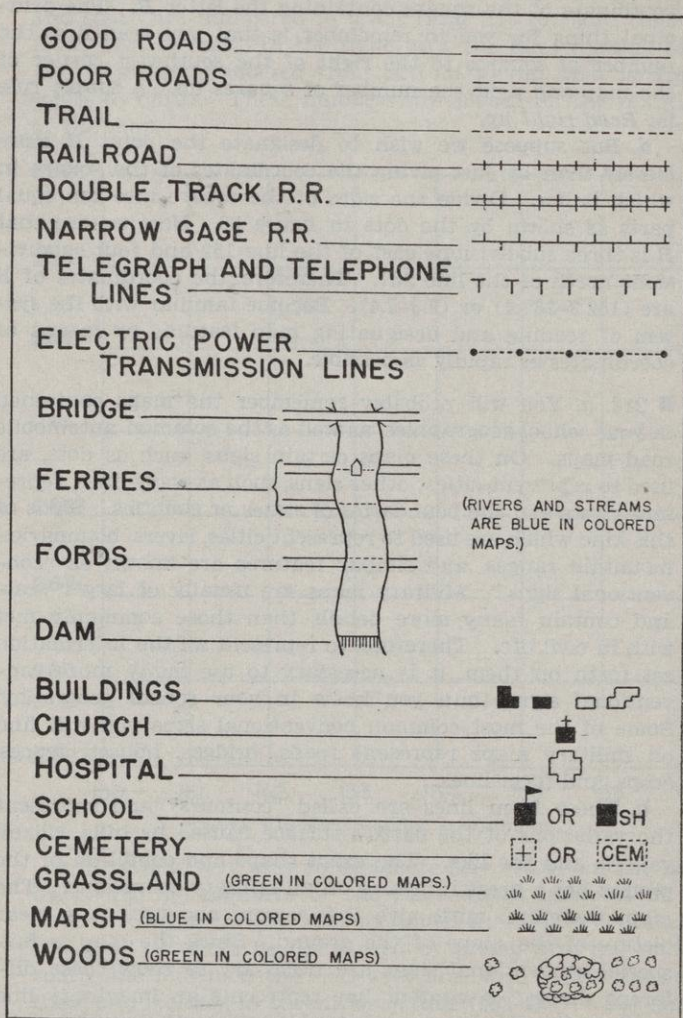 GOOD ROADS
POOR ROADS
TRAIL
RAILROAD
DOUBLE TRACK R.R.
NARROW GAGE R.R.
TELEGRAPH AND TELEPHONE
LINES T T T T T T T
ELECTRIC POWER
TRANSMISSION LINES
BRIDGE
FERRIES
(RIVERS AND STREAMS
ARE BLUE IN COLORED
MAPS.)
FORDS
DAM
BUILDINGS
CHURCH
HOSPITAL
SCHOOL OR SH
CEMETERY OR CEM
GRASSLAND (GREEN IN COLORED MAPS.)
MARSH (BLUE IN COLORED MAPS)
WOODS (GREEN IN COLORED MAPS)